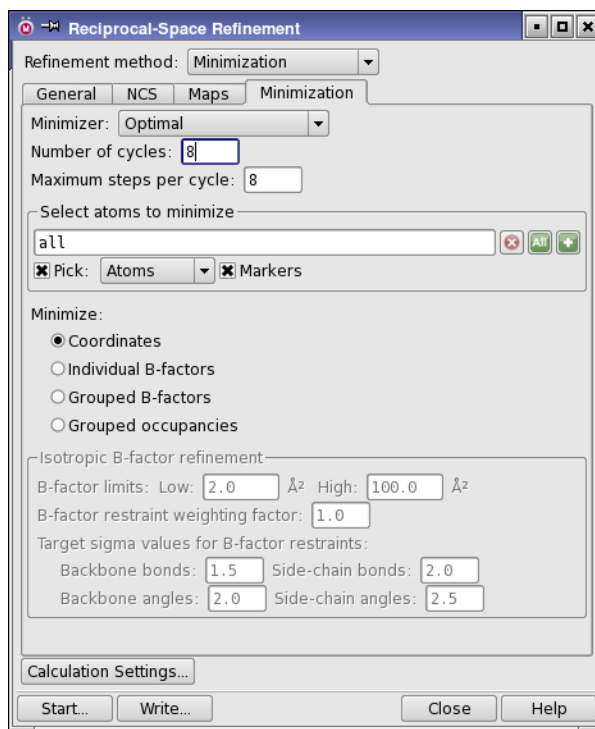 Reciprocal-Space Refinement
Refinement method: Minimization
General NCS Maps Minimization
Minimizer: Optimal
Number of cycles: 8
Maximum steps per cycle: 8
Select atoms to minimize
all All
Pick: Atoms Markers
Minimize:
Coordinates
Individual B-factors
Grouped B-factors
Grouped occupancies
Isotropic B-factor refinement
B-factor limits: Low: 2.0 Å² High: 100.0 Å²
B-factor restraint weighting factor: 1.0
Target sigma values for B-factor restraints:
Backbone bonds: 1.5 Side-chain bonds: 2.0
Backbone angles: 2.0 Side-chain angles: 2.5
Calculation Settings...
Start... Write... Close Help